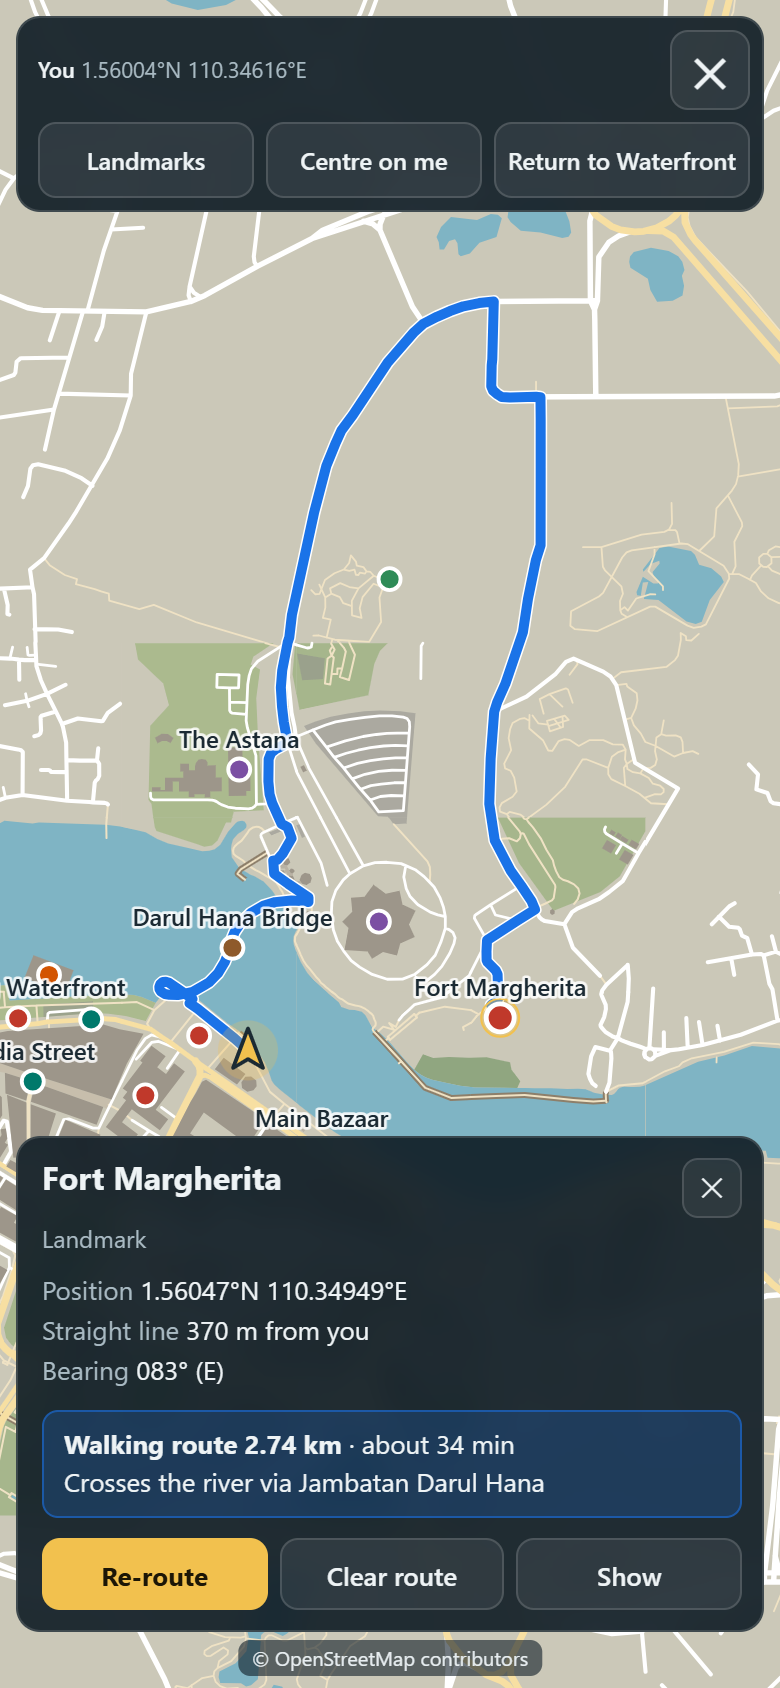 You 1.56004°N 110.34616°E
Landmarks
Centre on me
Return to Waterfront
The Astana
Darul Hana Bridge
Waterfront
Fort Margherita
dia Street
Main Bazaar
Fort Margherita
Landmark
Position 1.56047°N 110.34949°E
Straight line 370 m from you
Bearing 083° (E)
Walking route 2.74 km · about 34 min
Crosses the river via Jambatan Darul Hana
Re-route
Clear route
Show
© OpenStreetMap contributors